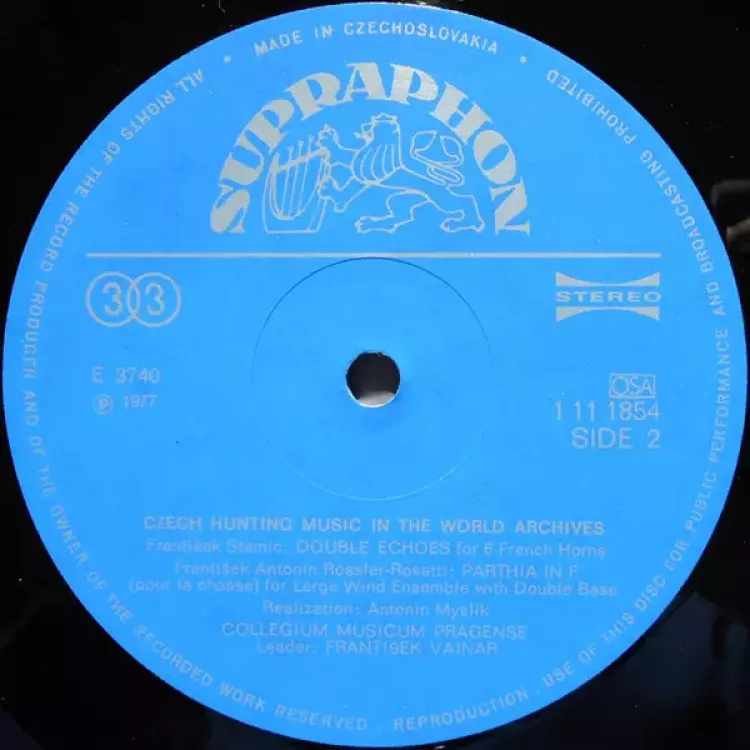 ALL RIGHTS OF THE RECORD PRODUCER AND OF THE OWNER OF THE RECORDED WORK RESERVED . REPRODUCTION . USE OF THIS DISC FOR PUBLIC PERFORMANCE AND BROADCASTING PROHIBITED
• MADE IN CZECHOSLOVAKIA •
SUPRAPHON
33
STEREO
E 3740
℗ 1977
OSA
1 11 1854
SIDE 2
CZECH HUNTING MUSIC IN THE WORLD ARCHIVES
František Stamic: DOUBLE ECHOES for 6 French Horns
František Antonín Rossler-Rosetti: PARTHIA IN F
(pour la chasse) for Large Wind Ensemble with Double Bass
Realization: Antonín Myslík
COLLEGIUM MUSICUM PRAGENSE
Leader: FRANTIŠEK VAJNAR